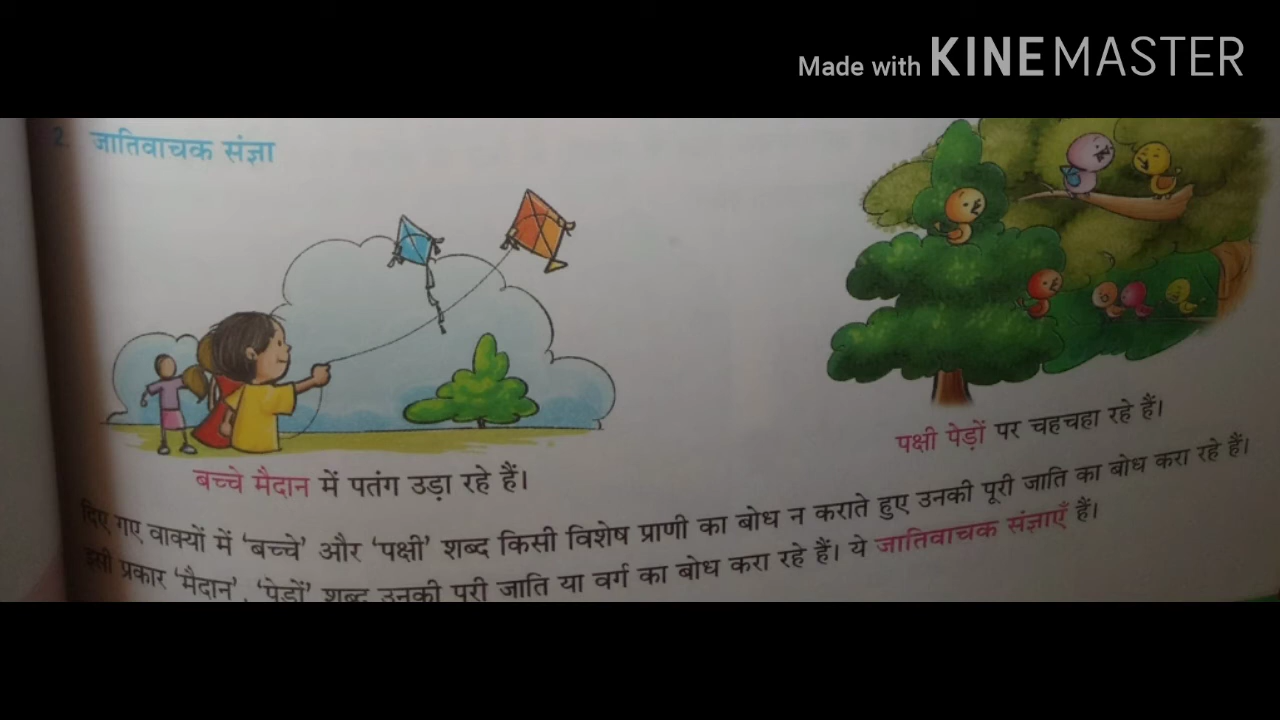 Made with KINEMASTER
2 जातिवाचक संज्ञा
बच्चे मैदान में पतंग उड़ा रहे हैं।
पक्षी पेड़ों पर चहचहा रहे हैं।
दिए गए वाक्यों में 'बच्चे' और 'पक्षी' शब्द किसी विशेष प्राणी का बोध न कराते हुए उनकी पूरी जाति का बोध करा रहे हैं।
इसी प्रकार 'मैदान', 'पेड़ों' शब्द उनकी पूरी जाति या वर्ग का बोध करा रहे हैं। ये जातिवाचक संज्ञाएँ हैं।